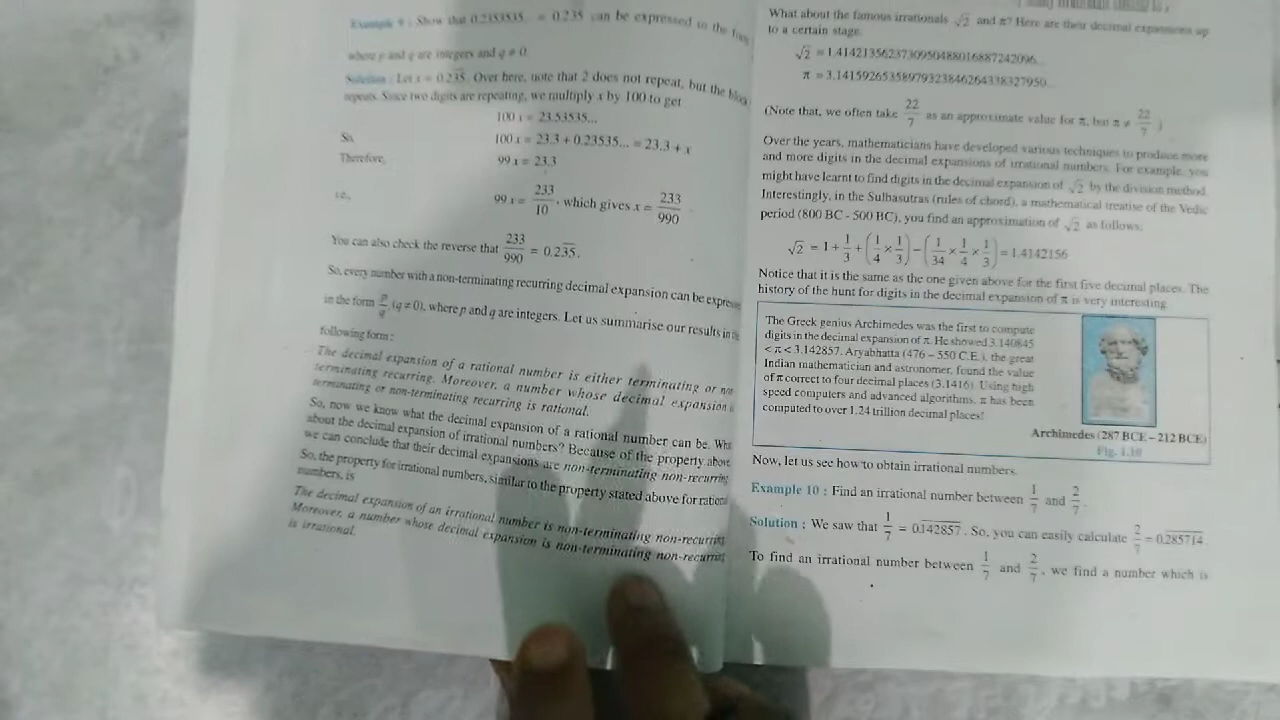 Example 9 : Show that 0.2353535... = 0.235 can be expressed in the form
where p and q are integers and q ≠ 0.
Solution : Let x = 0.2\overline{35}. Over here, note that 2 does not repeat, but the block
repeats. Since two digits are repeating, we multiply x by 100 to get
100 x = 23.53535...
So, 100 x = 23.3 + 0.23535... = 23.3 + x
Therefore, 99 x = 23.3
i.e., 99 x = 233/10, which gives x = 233/990
You can also check the reverse that 233/990 = 0.2\overline{35}.
So, every number with a non-terminating recurring decimal expansion can be expresse
in the form p/q (q ≠ 0), where p and q are integers. Let us summarise our results in the
following form :
The decimal expansion of a rational number is either terminating or non
terminating recurring. Moreover, a number whose decimal expansion is
terminating or non-terminating recurring is rational.
So, now we know what the decimal expansion of a rational number can be. Wha
about the decimal expansion of irrational numbers? Because of the property above
we can conclude that their decimal expansions are non-terminating non-recurring
So, the property for irrational numbers, similar to the property stated above for rational
numbers, is
The decimal expansion of an irrational number is non-terminating non-recurring
Moreover, a number whose decimal expansion is non-terminating non-recurring
is irrational.
What about the famous irrationals √2 and π? Here are their decimal expansions up
to a certain stage.
√2 = 1.4142135623730950488016887242096...
π = 3.14159265358979323846264338327950...
(Note that, we often take 22/7 as an approximate value for π, but π ≠ 22/7.)
Over the years, mathematicians have developed various techniques to produce more
and more digits in the decimal expansions of irrational numbers. For example, you
might have learnt to find digits in the decimal expansion of √2 by the division method.
Interestingly, in the Sulbasutras (rules of chord), a mathematical treatise of the Vedic
period (800 BC - 500 BC), you find an approximation of √2 as follows:
√2 = 1 + 1/3 + (1/4 × 1/3) − (1/34 × 1/4 × 1/3) = 1.4142156
Notice that it is the same as the one given above for the first five decimal places. The
history of the hunt for digits in the decimal expansion of π is very interesting.
The Greek genius Archimedes was the first to compute
digits in the decimal expansion of π. He showed 3.140845
< π < 3.142857. Aryabhatta (476 – 550 C.E.), the great
Indian mathematician and astronomer, found the value
of π correct to four decimal places (3.1416). Using high
speed computers and advanced algorithms, π has been
computed to over 1.24 trillion decimal places!
Archimedes (287 BCE – 212 BCE)
Fig. 1.10
Now, let us see how to obtain irrational numbers.
Example 10 : Find an irrational number between 1/7 and 2/7.
Solution : We saw that 1/7 = 0.\overline{142857}. So, you can easily calculate 2/7 = 0.\overline{285714}.
To find an irrational number between 1/7 and 2/7, we find a number which is